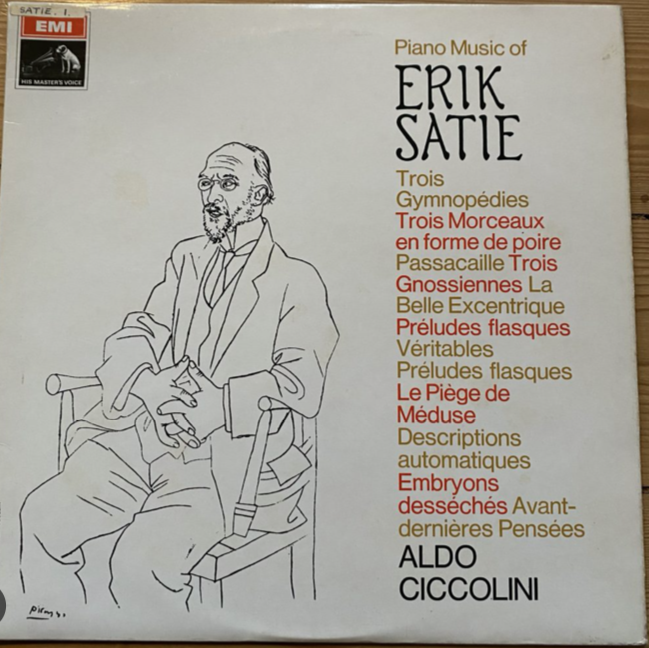 SATIE. 1.
EMI
HIS MASTER'S VOICE
Piano Music of
ERIK
SATIE
Trois
Gymnopédies
Trois Morceaux
en forme de poire
Passacaille Trois
Gnossiennes La
Belle Excentrique
Préludes flasques
Véritables
Préludes flasques
Le Piège de
Méduse
Descriptions
automatiques
Embryons
desséchés Avant-
dernières Pensées
ALDO
CICCOLINI